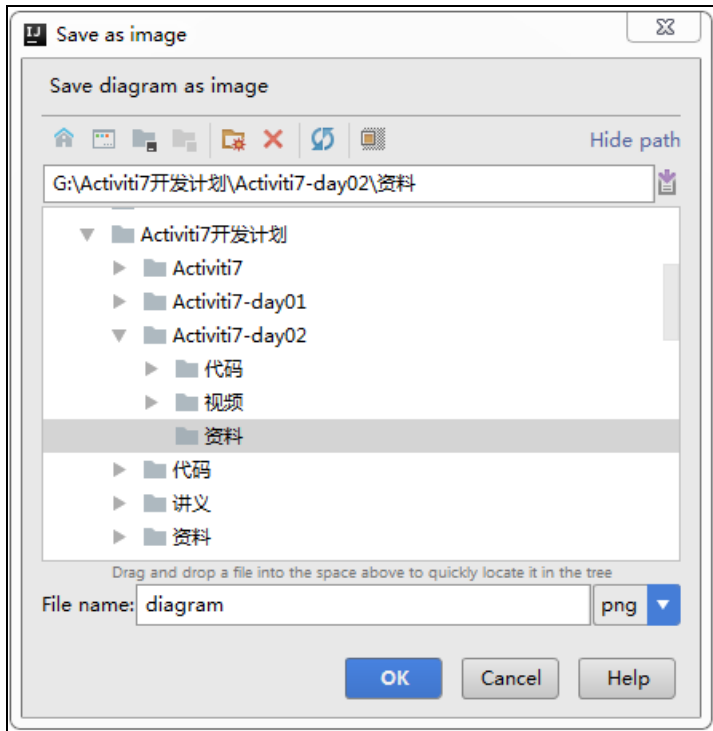 IJ Save as image
Save diagram as image
Hide path
G:\Activiti7开发计划\Activiti7-day02\资料
Activiti7开发计划
Activiti7
Activiti7-day01
Activiti7-day02
代码
视频
资料
代码
讲义
资料
Drag and drop a file into the space above to quickly locate it in the tree
File name: diagram png
OK Cancel Help